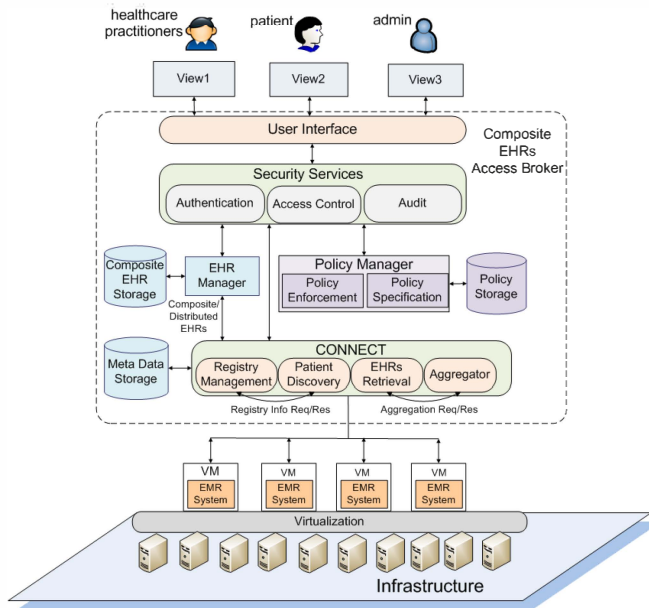 healthcare
practitioners
patient
admin
View1
View2
View3
User Interface
Composite
EHRs
Access Broker
Security Services
Authentication
Access Control
Audit
Composite
EHR
Storage
EHR
Manager
Policy Manager
Policy
Enforcement
Policy
Specification
Policy
Storage
Composite/
Distributed
EHRs
Meta Data
Storage
CONNECT
Registry
Management
Patient
Discovery
EHRs
Retrieval
Aggregator
Registry Info Req/Res
Aggregation Req/Res
VM
EMR
System
VM
EMR
System
VM
EMR
System
VM
EMR
System
Virtualization
Infrastructure